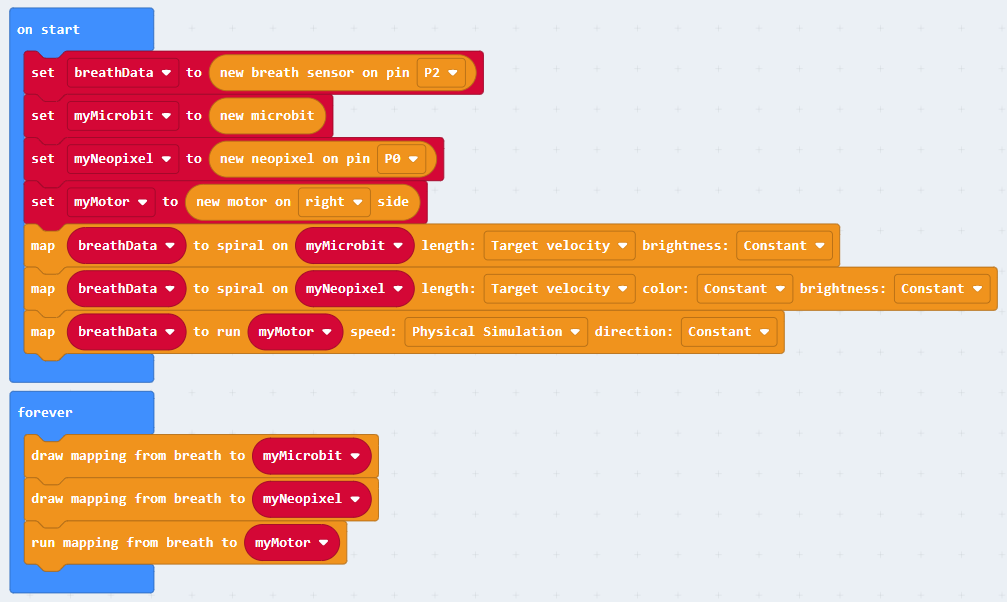 on start
set breathData to new breath sensor on pin P2
set myMicrobit to new microbit
set myNeopixel to new neopixel on pin P0
set myMotor to new motor on right side
map breathData to spiral on myMicrobit length: Target velocity brightness: Constant
map breathData to spiral on myNeopixel length: Target velocity color: Constant brightness: Constant
map breathData to run myMotor speed: Physical Simulation direction: Constant
forever
draw mapping from breath to myMicrobit
draw mapping from breath to myNeopixel
run mapping from breath to myMotor